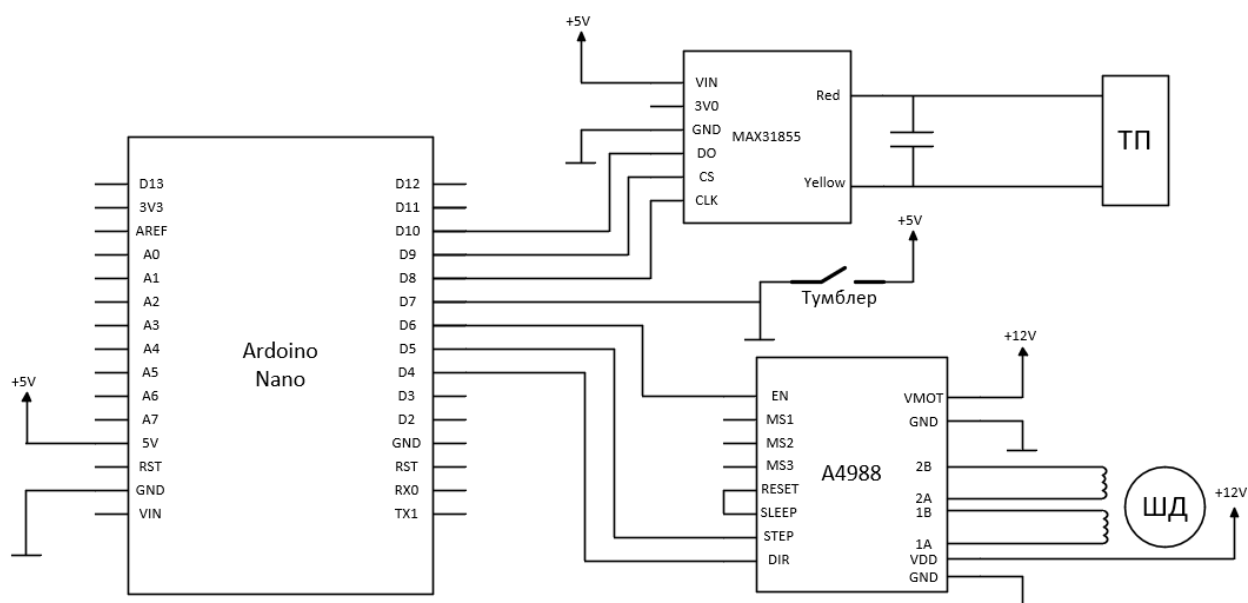 +5V
VIN
3V0
GND
DO
CS
CLK
MAX31855
Red
Yellow
ТП
D13
3V3
AREF
A0
A1
A2
A3
A4
A5
A6
A7
5V
RST
GND
VIN
Ardoino
Nano
D12
D11
D10
D9
D8
D7
D6
D5
D4
D3
D2
GND
RST
RX0
TX1
+5V
+5V
Тумблер
+12V
EN
MS1
MS2
MS3
RESET
SLEEP
STEP
DIR
A4988
VMOT
GND
2B
2A
1B
1A
VDD
GND
ШД
+12V